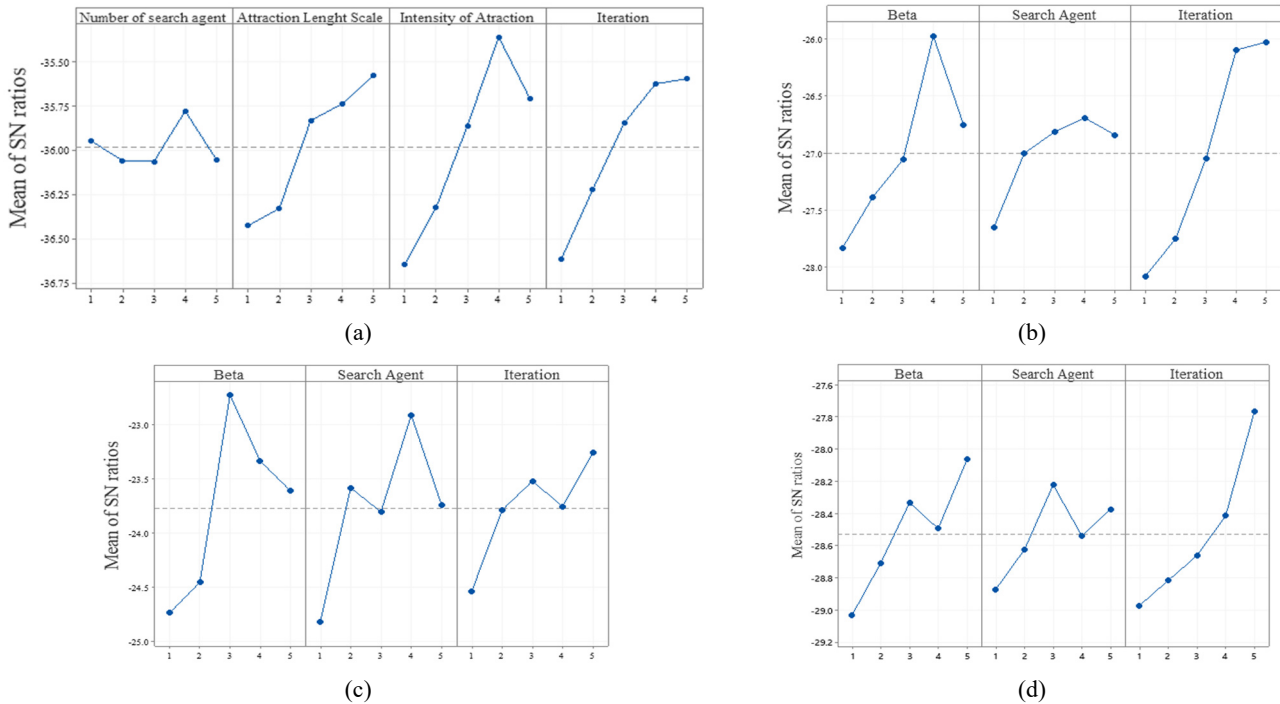 Number of search agent Attraction Lenght Scale Intensity of Atraction Iteration
Mean of SN ratios
-35.50
-35.75
-36.00
-36.25
-36.50
-36.75
1 2 3 4 5 1 2 3 4 5 1 2 3 4 5 1 2 3 4 5
(a)
Beta Search Agent Iteration
Mean of SN ratios
-26.0
-26.5
-27.0
-27.5
-28.0
1 2 3 4 5 1 2 3 4 5 1 2 3 4 5
(b)
Beta Search Agent Iteration
Mean of SN ratios
-23.0
-23.5
-24.0
-24.5
-25.0
1 2 3 4 5 1 2 3 4 5 1 2 3 4 5
(c)
Beta Search Agent Iteration
Mean of SN ratios
-27.6
-27.8
-28.0
-28.2
-28.4
-28.6
-28.8
-29.0
-29.2
1 2 3 4 5 1 2 3 4 5 1 2 3 4 5
(d)